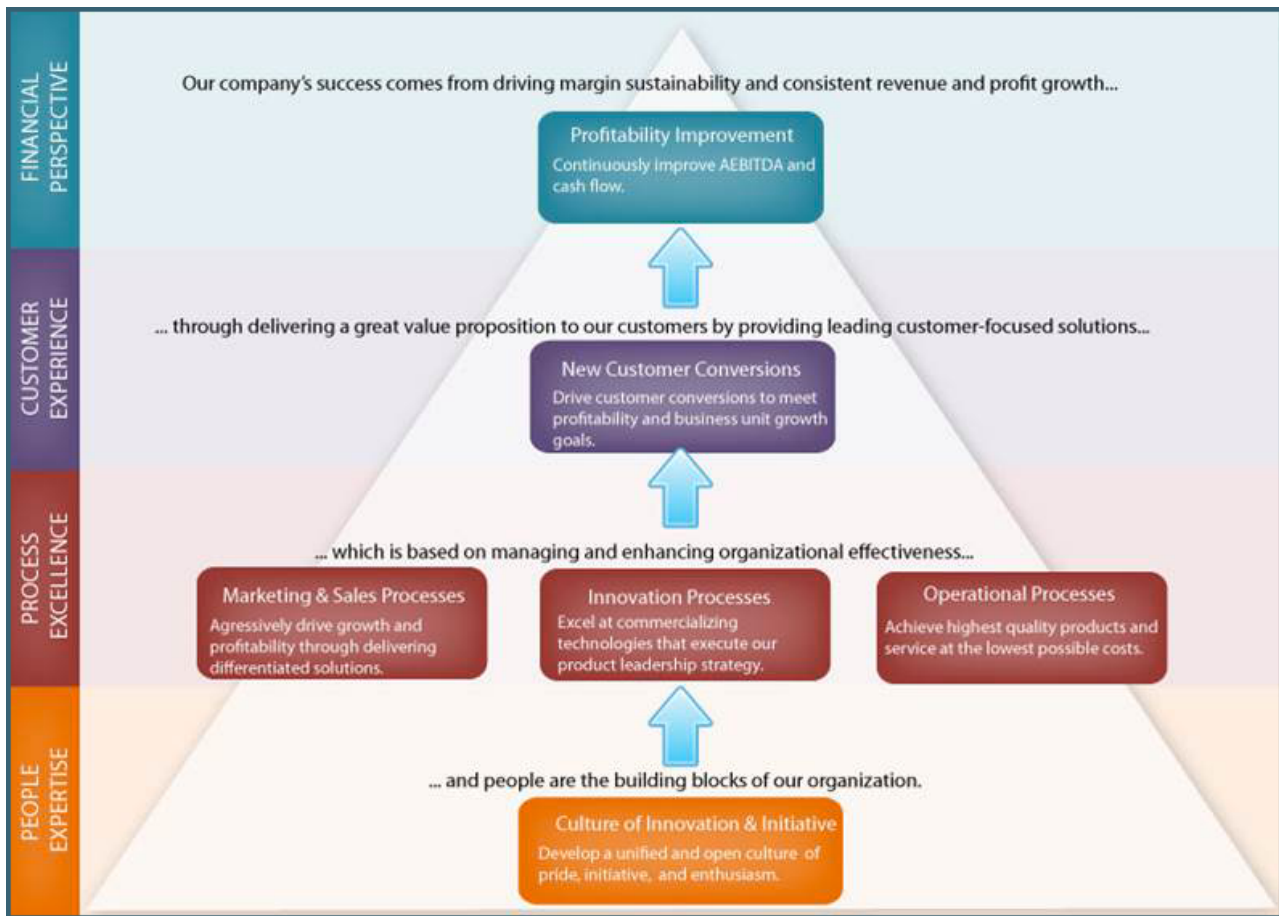 FINANCIAL
PERSPECTIVE
Our company's success comes from driving margin sustainability and consistent revenue and profit growth...
Profitability Improvement
Continuously improve AEBITDA and
cash flow.
CUSTOMER
EXPERIENCE
... through delivering a great value proposition to our customers by providing leading customer-focused solutions...
New Customer Conversions
Drive customer conversions to meet
profitability and business unit growth
goals.
PROCESS
EXCELLENCE
... which is based on managing and enhancing organizational effectiveness...
Marketing & Sales Processes
Agressively drive growth and
profitability through delivering
differentiated solutions.
Innovation Processes
Excel at commercializing
technologies that execute our
product leadership strategy.
Operational Processes
Achieve highest quality products and
service at the lowest possible costs.
PEOPLE
EXPERTISE
... and people are the building blocks of our organization.
Culture of Innovation & Initiative
Develop a unified and open culture of
pride, initiative, and enthusiasm.